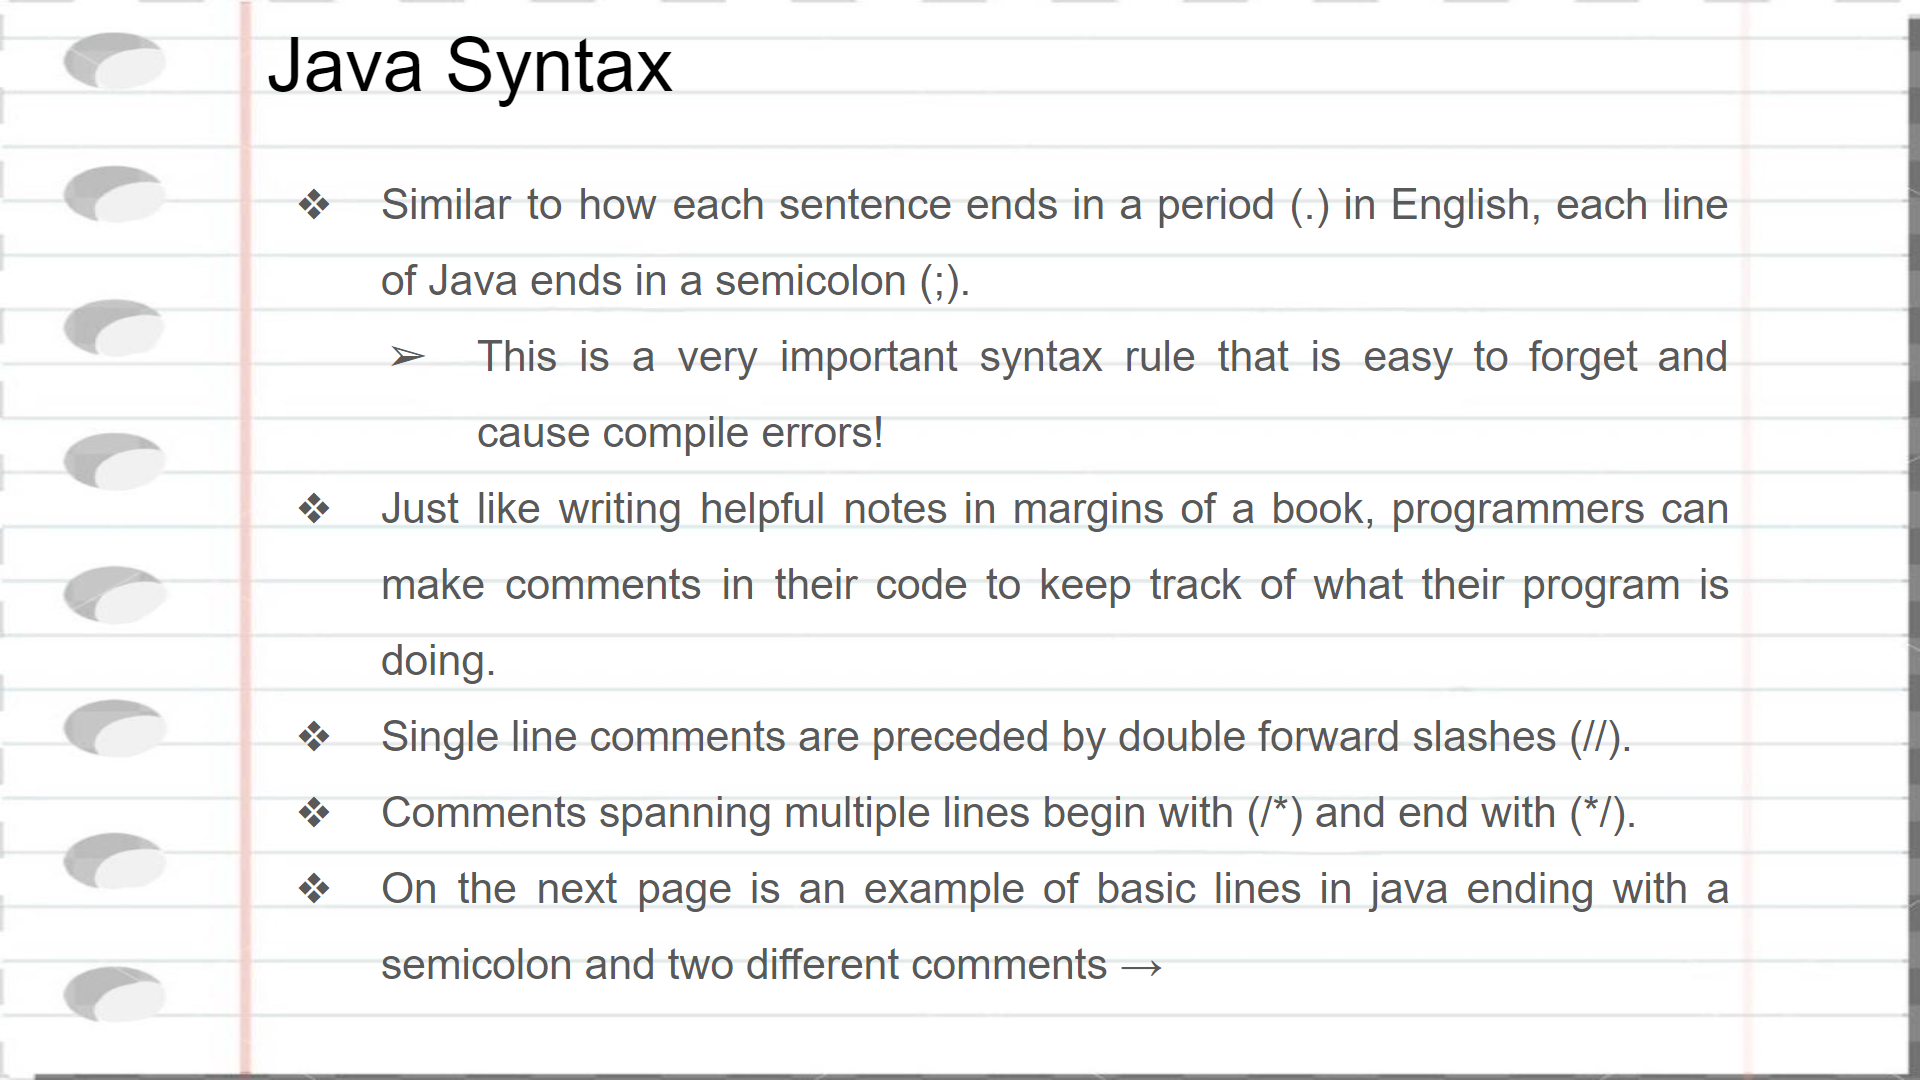 Java Syntax
❖ Similar to how each sentence ends in a period (.) in English, each line
of Java ends in a semicolon (;).
➢ This is a very important syntax rule that is easy to forget and
cause compile errors!
❖ Just like writing helpful notes in margins of a book, programmers can
make comments in their code to keep track of what their program is
doing.
❖ Single line comments are preceded by double forward slashes (//).
❖ Comments spanning multiple lines begin with (/*) and end with (*/).
❖ On the next page is an example of basic lines in java ending with a
semicolon and two different comments →